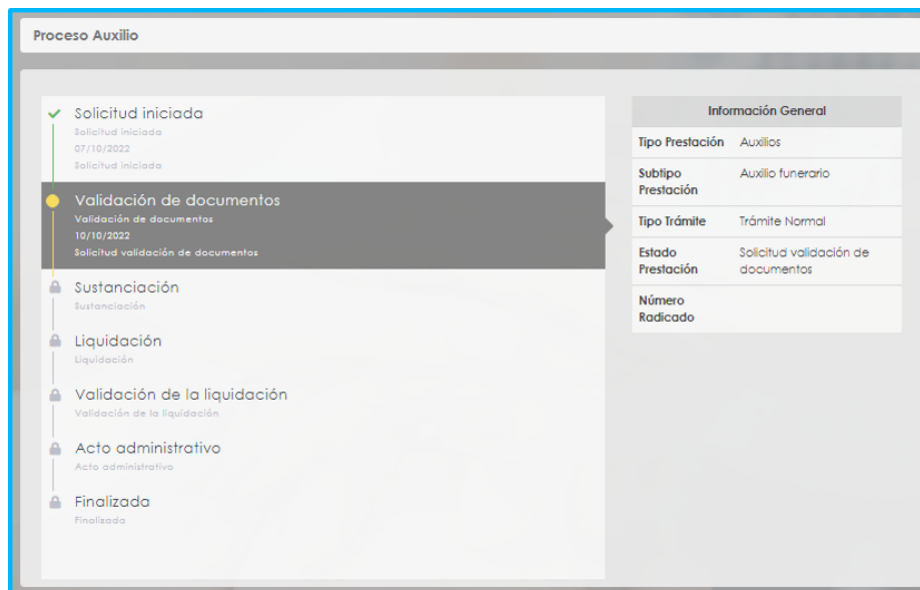 Proceso Auxilio
Solicitud iniciada
Solicitud iniciada
07/10/2022
Solicitud iniciada
Validación de documentos
Validación de documentos
10/10/2022
Solicitud validación de documentos
Sustanciación
Sustanciación
Liquidación
Liquidación
Validación de la liquidación
Validación de la liquidación
Acto administrativo
Acto administrativo
Finalizada
Finalizada
Información General
Tipo Prestación Auxilios
Subtipo Prestación Auxilio funerario
Tipo Trámite Trámite Normal
Estado Prestación Solicitud validación de documentos
Número Radicado